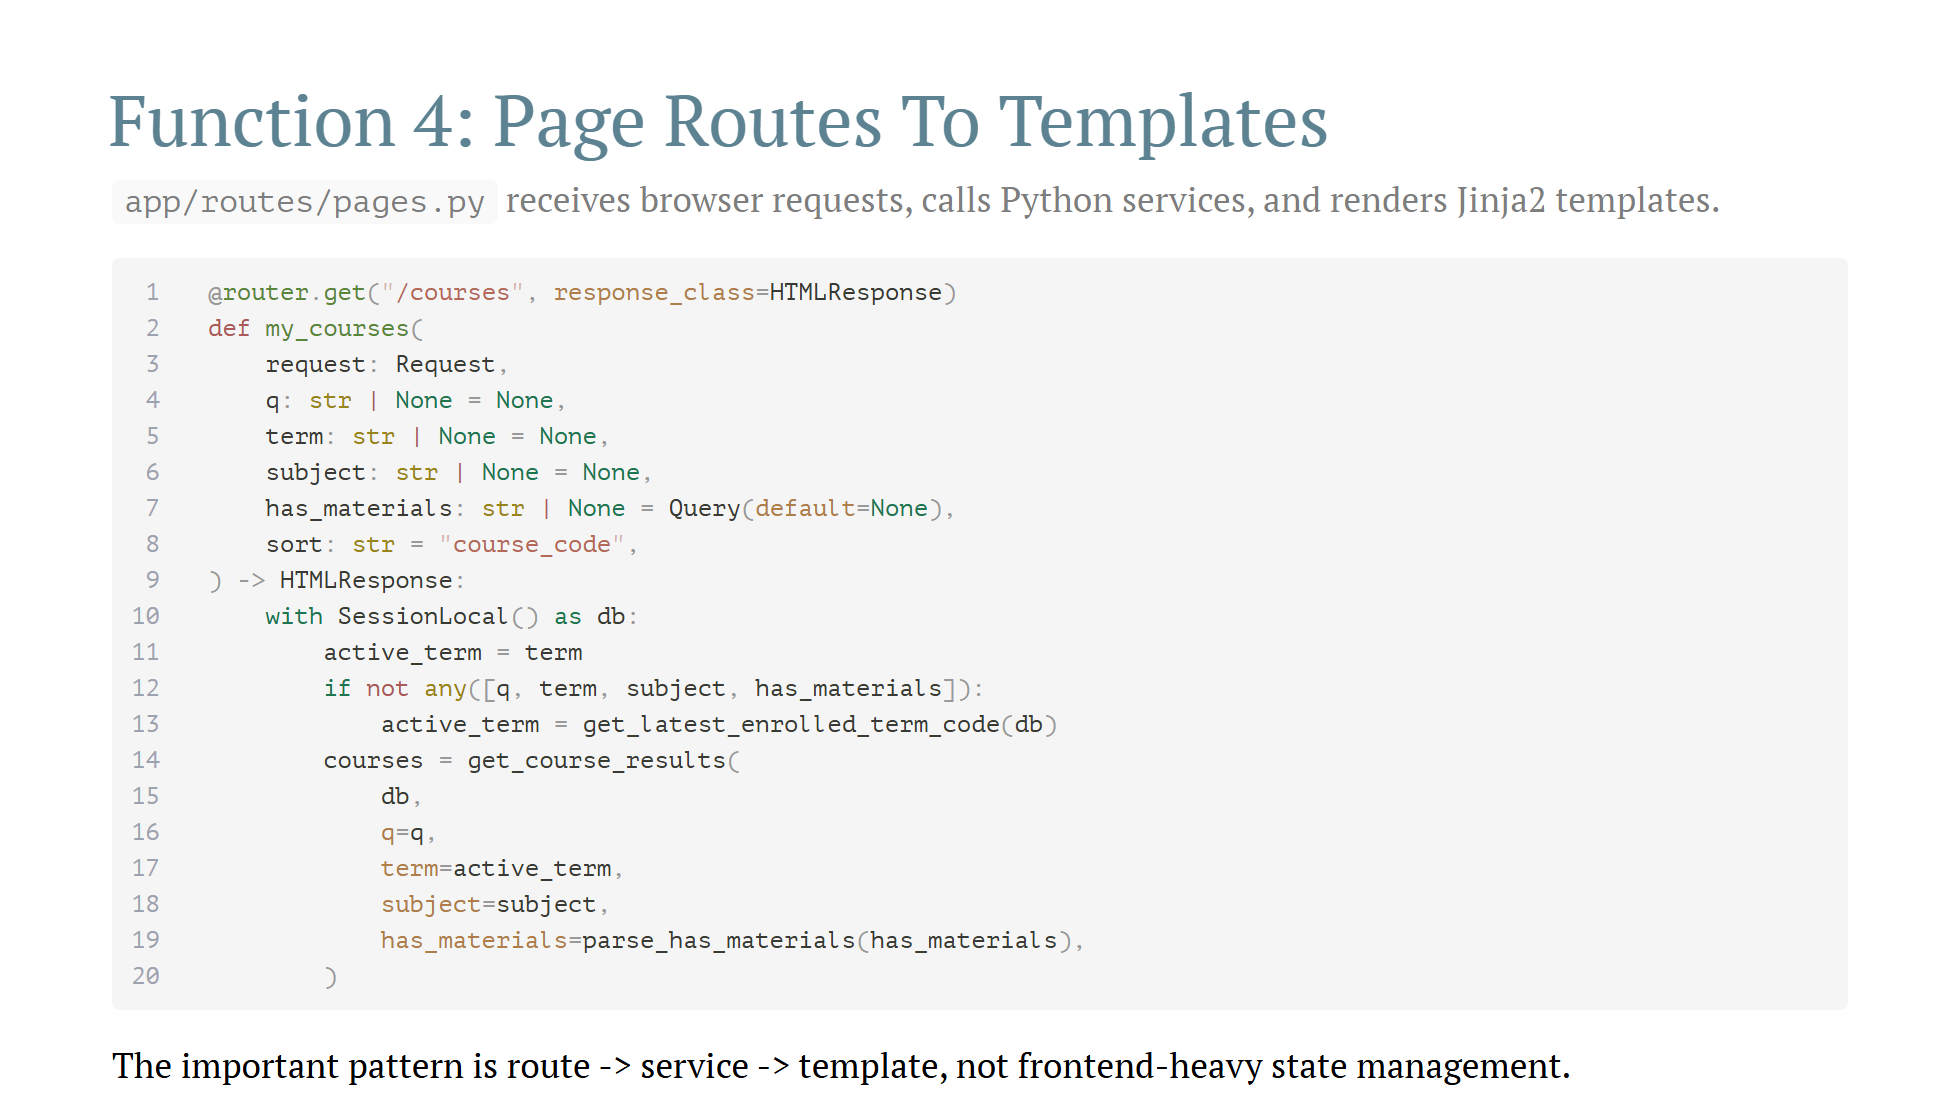 Function 4: Page Routes To Templates
app/routes/pages.py receives browser requests, calls Python services, and renders Jinja2 templates.
1 @router.get("/courses", response_class=HTMLResponse)
2 def my_courses(
3     request: Request,
4     q: str | None = None,
5     term: str | None = None,
6     subject: str | None = None,
7     has_materials: str | None = Query(default=None),
8     sort: str = "course_code",
9 ) -> HTMLResponse:
10     with SessionLocal() as db:
11         active_term = term
12         if not any([q, term, subject, has_materials]):
13             active_term = get_latest_enrolled_term_code(db)
14         courses = get_course_results(
15             db,
16             q=q,
17             term=active_term,
18             subject=subject,
19             has_materials=parse_has_materials(has_materials),
20         )
The important pattern is route -> service -> template, not frontend-heavy state management.